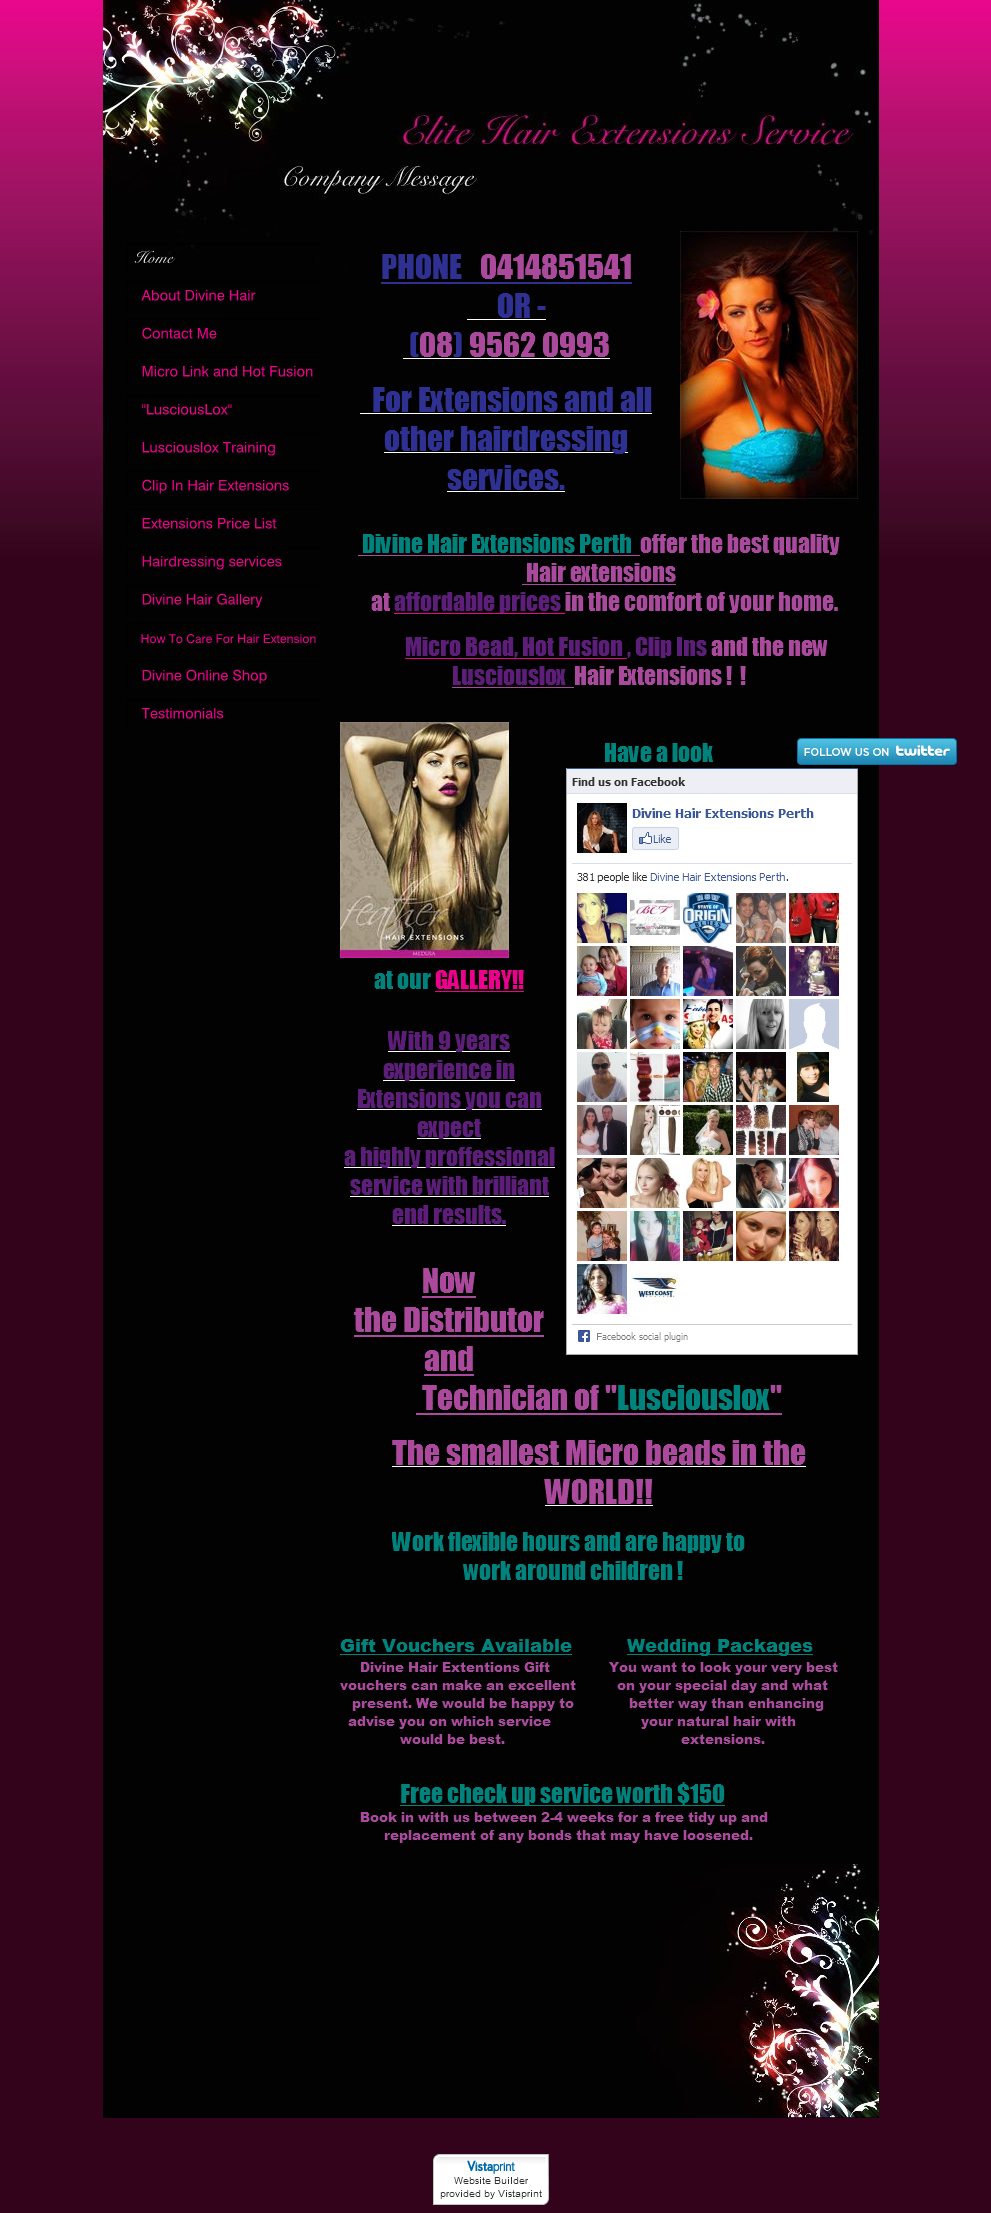 Elite Hair Extensions Service
Company Message
Home
About Divine Hair
Contact Me
Micro Link and Hot Fusion
"LusciousLox"
Lusciouslox Training
Clip In Hair Extensions
Extensions Price List
Hairdressing services
Divine Hair Gallery
How To Care For Hair Extension
Divine Online Shop
Testimonials
PHONE 0414851541
OR -
(08) 9562 0993
For Extensions and all
other hairdressing
services.
Divine Hair Extensions Perth offer the best quality
Hair extensions
at affordable prices in the comfort of your home.
Micro Bead, Hot Fusion , Clip Ins and the new
Lusciouslox Hair Extensions ! !
feather
HAIR EXTENSIONS
MEDUSA
Have a look
FOLLOW US ON twitter
at our GALLERY!!
Find us on Facebook
Divine Hair Extensions Perth
Like
381 people like Divine Hair Extensions Perth.
BCT
STATE OF
ORIGIN
WEST COAST
Facebook social plugin
With 9 years
experience in
Extensions you can
expect
a highly proffessional
service with brilliant
end results.
Now
the Distributor
and
Technician of "Lusciouslox"
The smallest Micro beads in the
WORLD!!
Work flexible hours and are happy to
work around children !
Gift Vouchers Available
Divine Hair Extentions Gift
vouchers can make an excellent
present. We would be happy to
advise you on which service
would be best.
Wedding Packages
You want to look your very best
on your special day and what
better way than enhancing
your natural hair with
extensions.
Free check up service worth $150
Book in with us between 2-4 weeks for a free tidy up and
replacement of any bonds that may have loosened.
Vistaprint
Website Builder
provided by Vistaprint